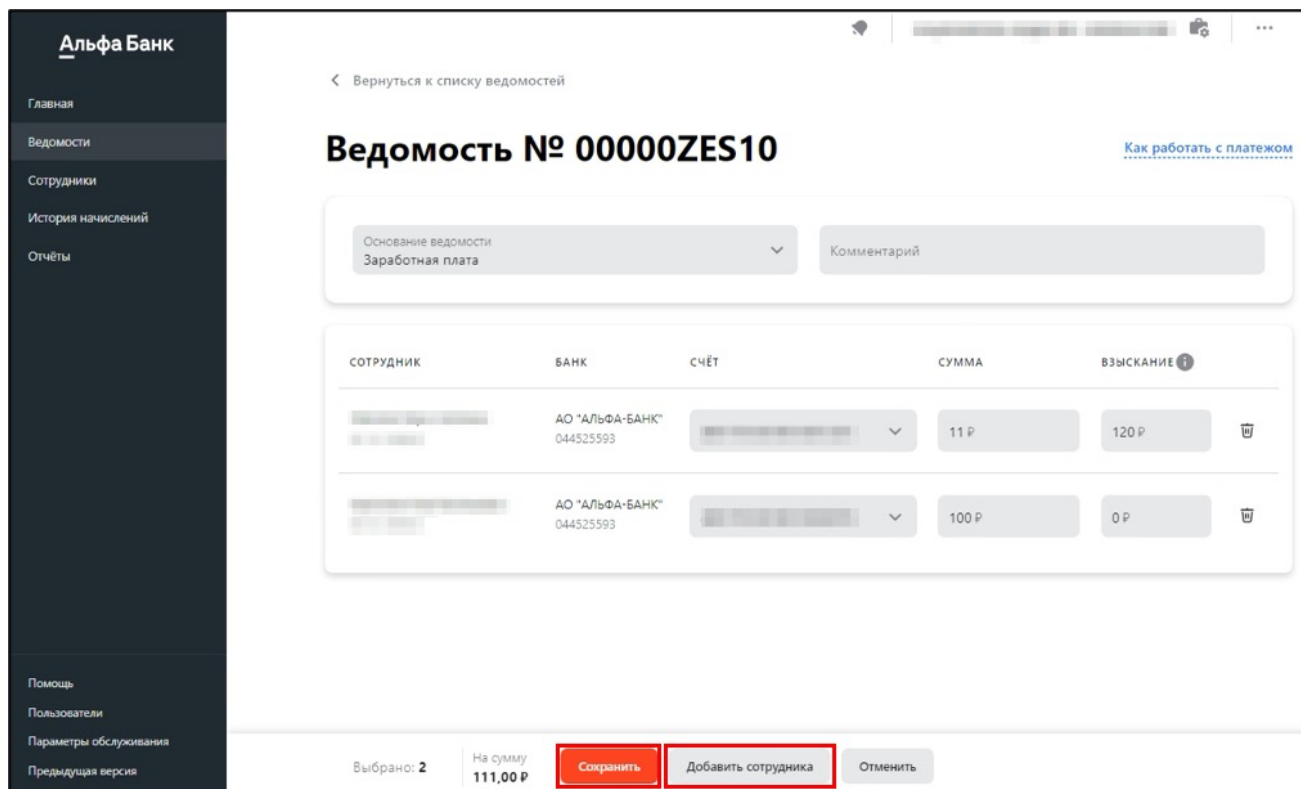 Альфа Банк
Главная
Ведомости
Сотрудники
История начислений
Отчёты
Помощь
Пользователи
Параметры обслуживания
Предыдущая версия
Вернуться к списку ведомостей
Ведомость № 00000ZES10
Как работать с платежом
Основание ведомости
Заработная плата
Комментарий
СОТРУДНИК БАНК СЧЁТ СУММА ВЗЫСКАНИЕ
АО "АЛЬФА-БАНК"
044525593
11 ₽ 120 ₽
АО "АЛЬФА-БАНК"
044525593
100 ₽ 0 ₽
Выбрано: 2
На сумму
111,00 ₽
Сохранить Добавить сотрудника Отменить